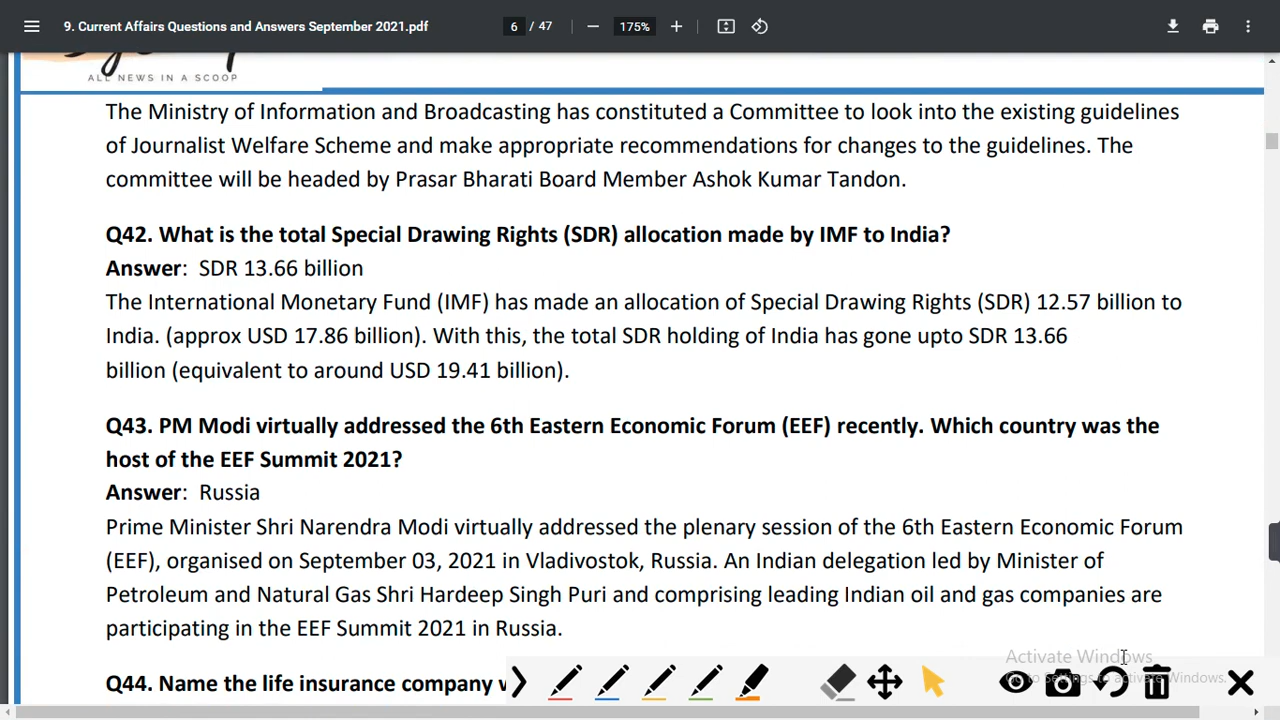 9. Current Affairs Questions and Answers September 2021.pdf
6 / 47
175%
ALL NEWS IN A SCOOP
The Ministry of Information and Broadcasting has constituted a Committee to look into the existing guidelines
of Journalist Welfare Scheme and make appropriate recommendations for changes to the guidelines. The
committee will be headed by Prasar Bharati Board Member Ashok Kumar Tandon.
Q42. What is the total Special Drawing Rights (SDR) allocation made by IMF to India?
Answer: SDR 13.66 billion
The International Monetary Fund (IMF) has made an allocation of Special Drawing Rights (SDR) 12.57 billion to
India. (approx USD 17.86 billion). With this, the total SDR holding of India has gone upto SDR 13.66
billion (equivalent to around USD 19.41 billion).
Q43. PM Modi virtually addressed the 6th Eastern Economic Forum (EEF) recently. Which country was the
host of the EEF Summit 2021?
Answer: Russia
Prime Minister Shri Narendra Modi virtually addressed the plenary session of the 6th Eastern Economic Forum
(EEF), organised on September 03, 2021 in Vladivostok, Russia. An Indian delegation led by Minister of
Petroleum and Natural Gas Shri Hardeep Singh Puri and comprising leading Indian oil and gas companies are
participating in the EEF Summit 2021 in Russia.
Q44. Name the life insurance company
Activate Windows
Go to Settings to activate Windows.